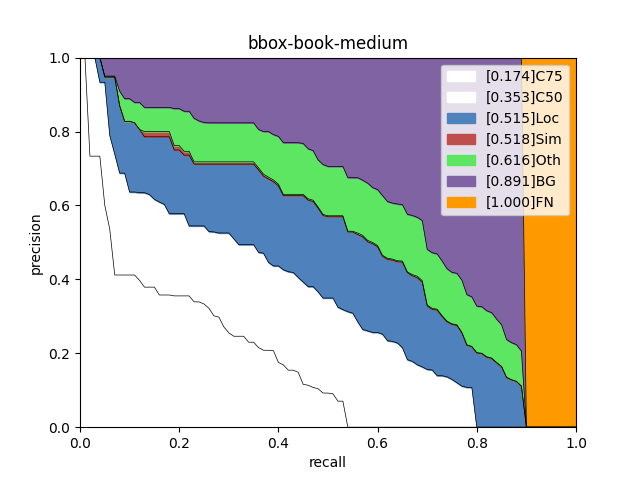 bbox-book-medium
[0.174]C75
[0.353]C50
[0.515]Loc
[0.518]Sim
[0.616]Oth
[0.891]BG
[1.000]FN
precision
1.0
0.8
0.6
0.4
0.2
0.0
0.0 0.2 0.4 0.6 0.8 1.0
recall